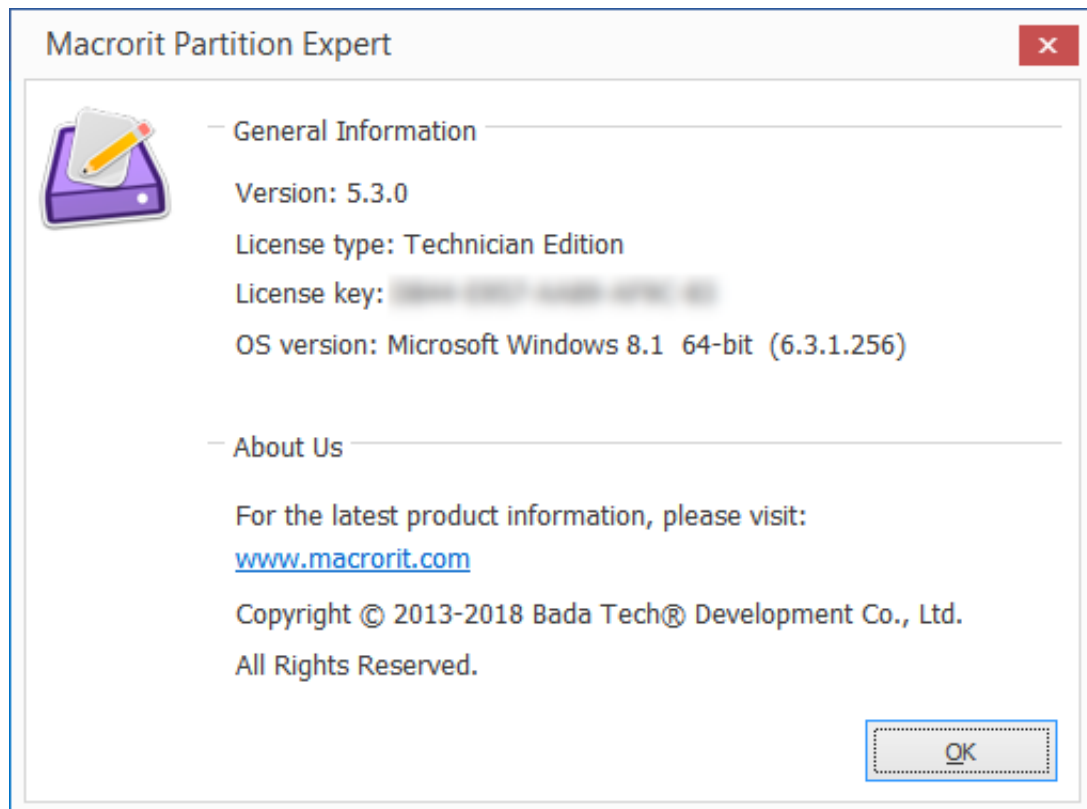 Macrorit Partition Expert
General Information
Version: 5.3.0
License type: Technician Edition
License key:
OS version: Microsoft Windows 8.1 64-bit (6.3.1.256)
About Us
For the latest product information, please visit:
www.macrorit.com
Copyright © 2013-2018 Bada Tech® Development Co., Ltd.
All Rights Reserved.
OK